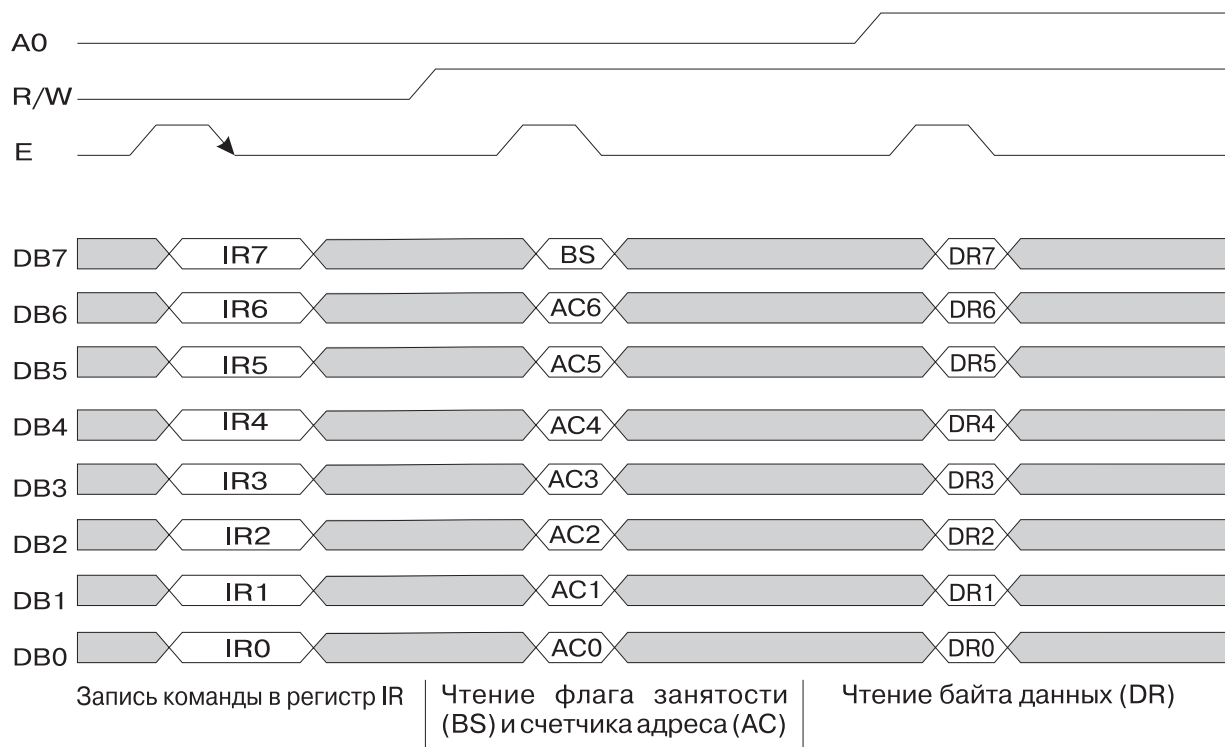 A0
R/W
E
DB7 IR7 BS DR7
DB6 IR6 AC6 DR6
DB5 IR5 AC5 DR5
DB4 IR4 AC4 DR4
DB3 IR3 AC3 DR3
DB2 IR2 AC2 DR2
DB1 IR1 AC1 DR1
DB0 IR0 AC0 DR0
Запись команды в регистр IR
Чтение флага занятости
(BS) и счетчика адреса (AC)
Чтение байта данных (DR)